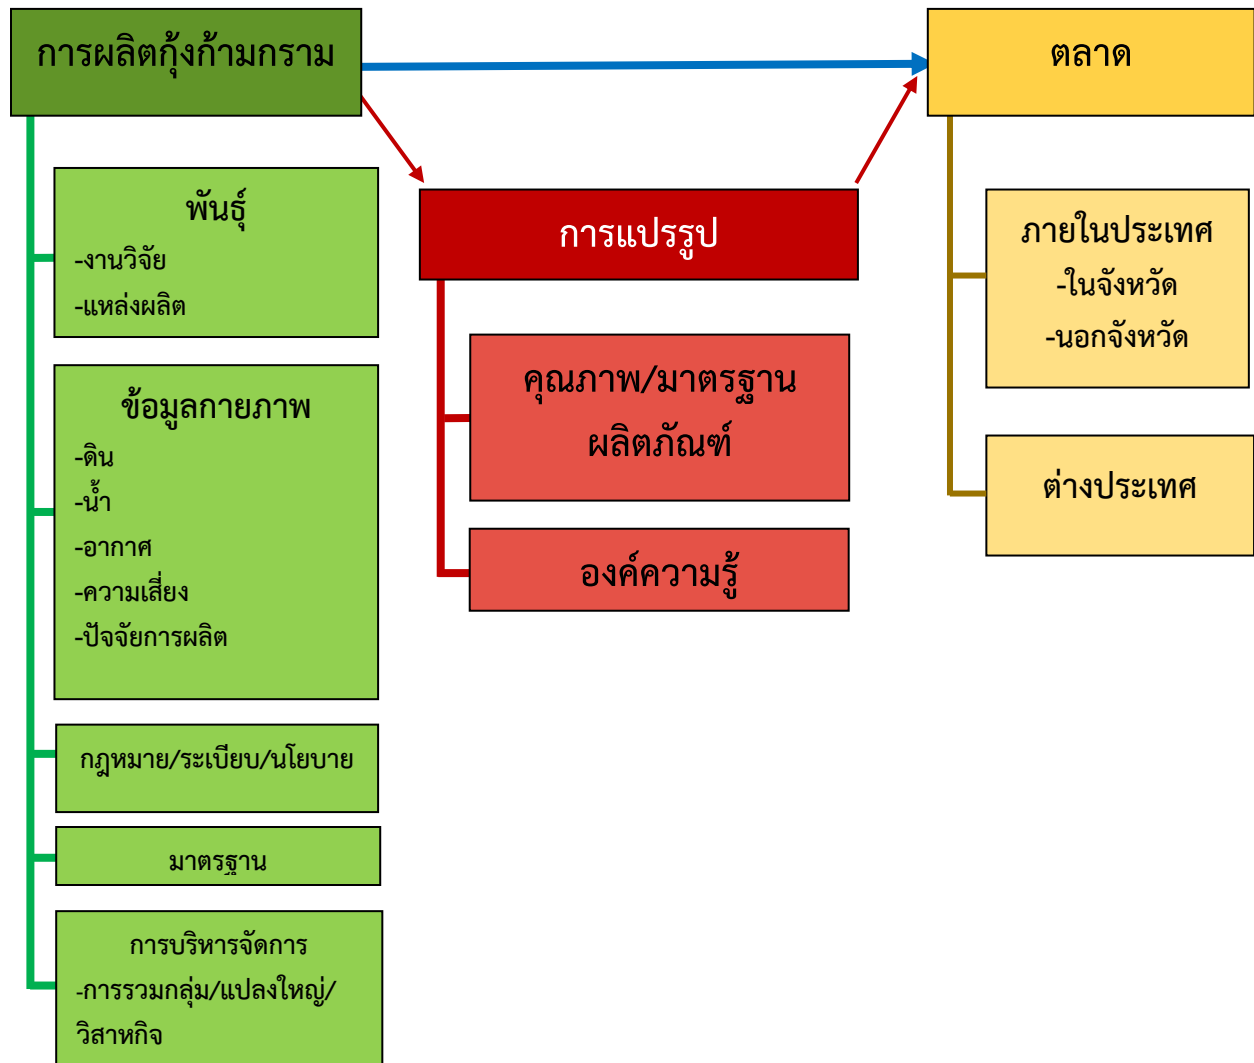 การผลิตกุ้งก้ามกราม
ตลาด
พันธุ์
-งานวิจัย
-แหล่งผลิต
ข้อมูลกายภาพ
-ดิน
-น้ำ
-อากาศ
-ความเสี่ยง
-ปัจจัยการผลิต
กฎหมาย/ระเบียบ/นโยบาย
มาตรฐาน
การบริหารจัดการ
-การรวมกลุ่ม/แปลงใหญ่/
วิสาหกิจ
การแปรรูป
คุณภาพ/มาตรฐาน
ผลิตภัณฑ์
องค์ความรู้
ภายในประเทศ
-ในจังหวัด
-นอกจังหวัด
ต่างประเทศ